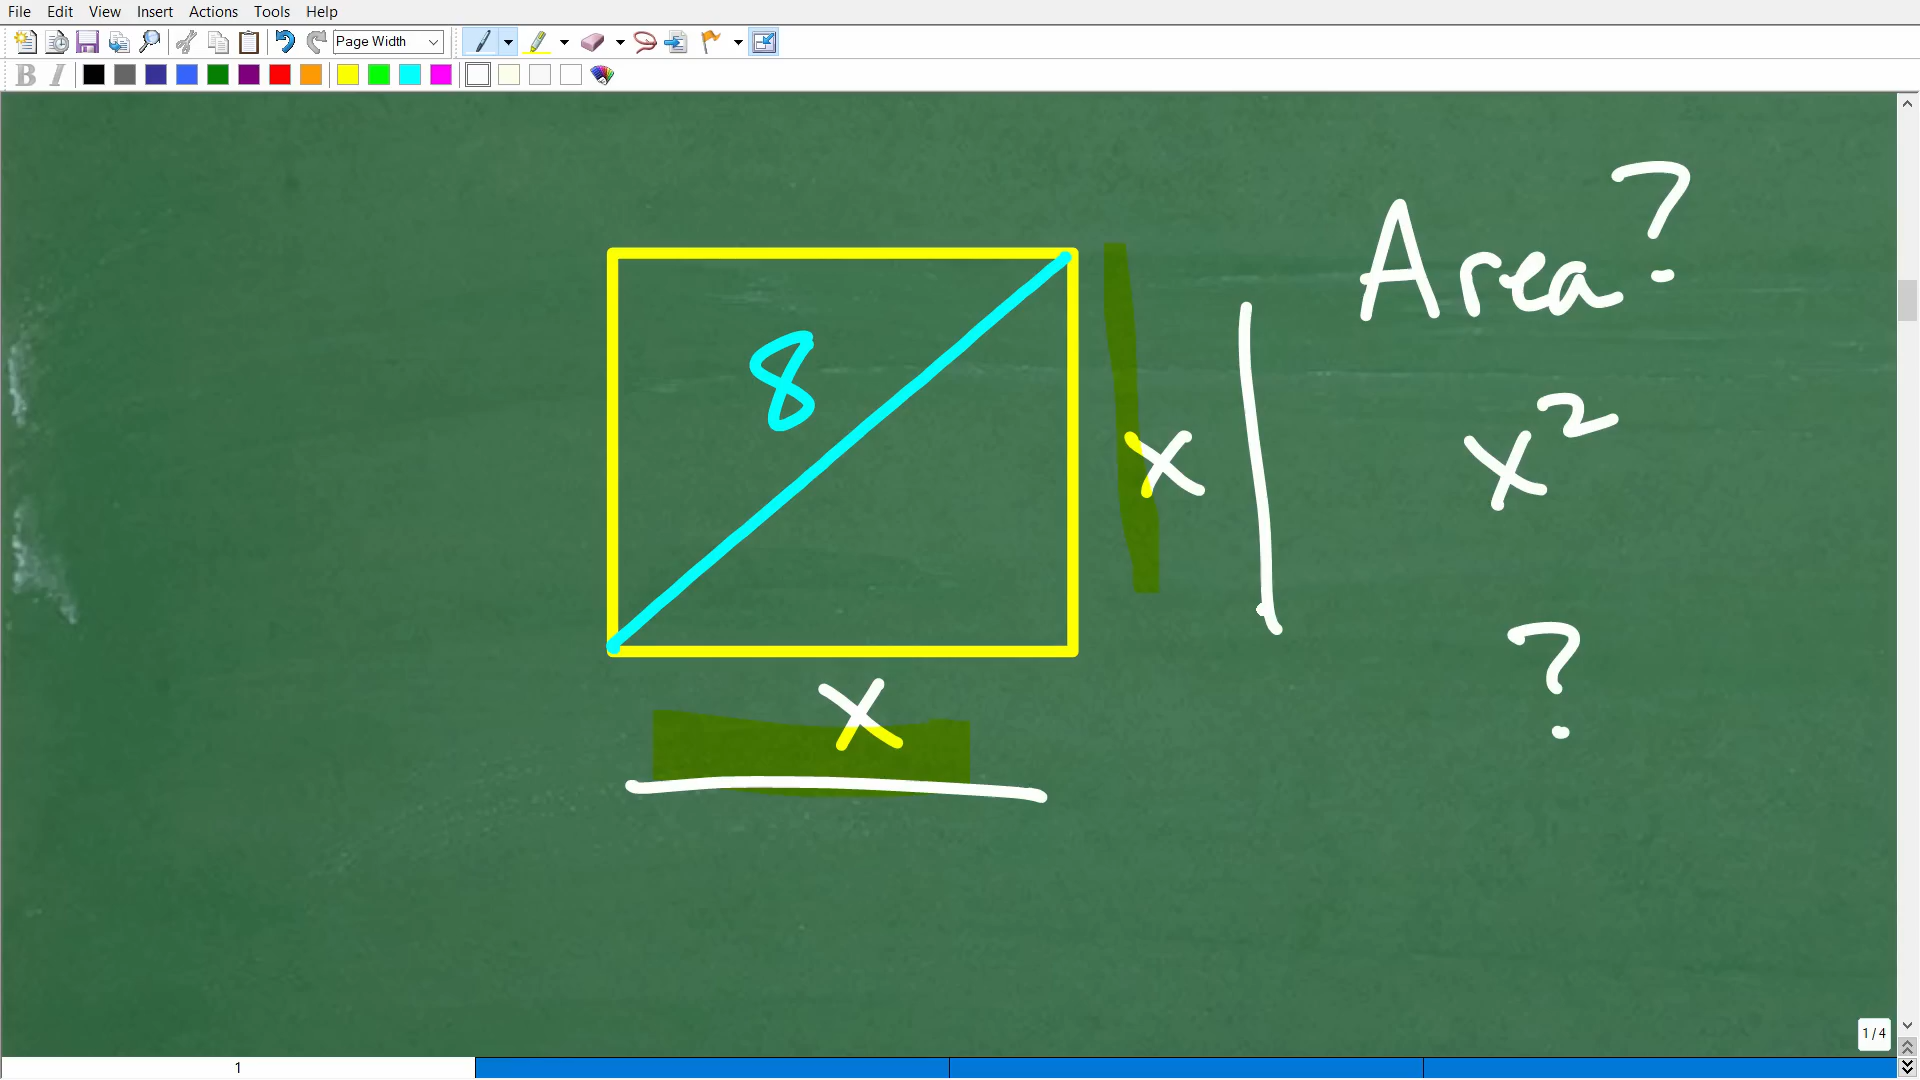 File Edit View Insert Actions Tools Help
Page Width
B I
Area?
8
x
x²
?
x
1 / 4
1